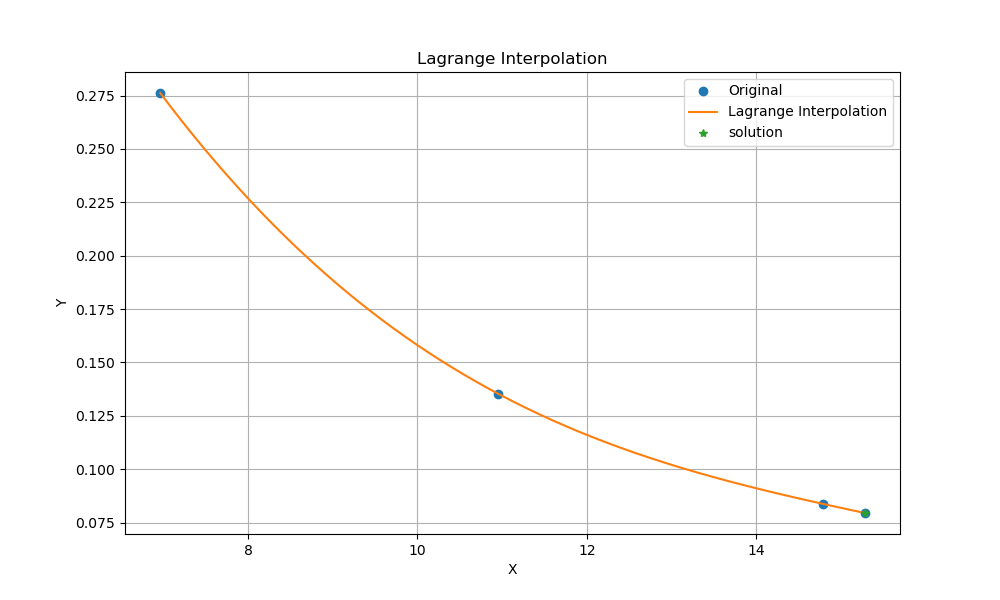 Lagrange Interpolation
Original
Lagrange Interpolation
solution
0.275
0.250
0.225
0.200
0.175
0.150
0.125
0.100
0.075
Y
8
10
12
14
X